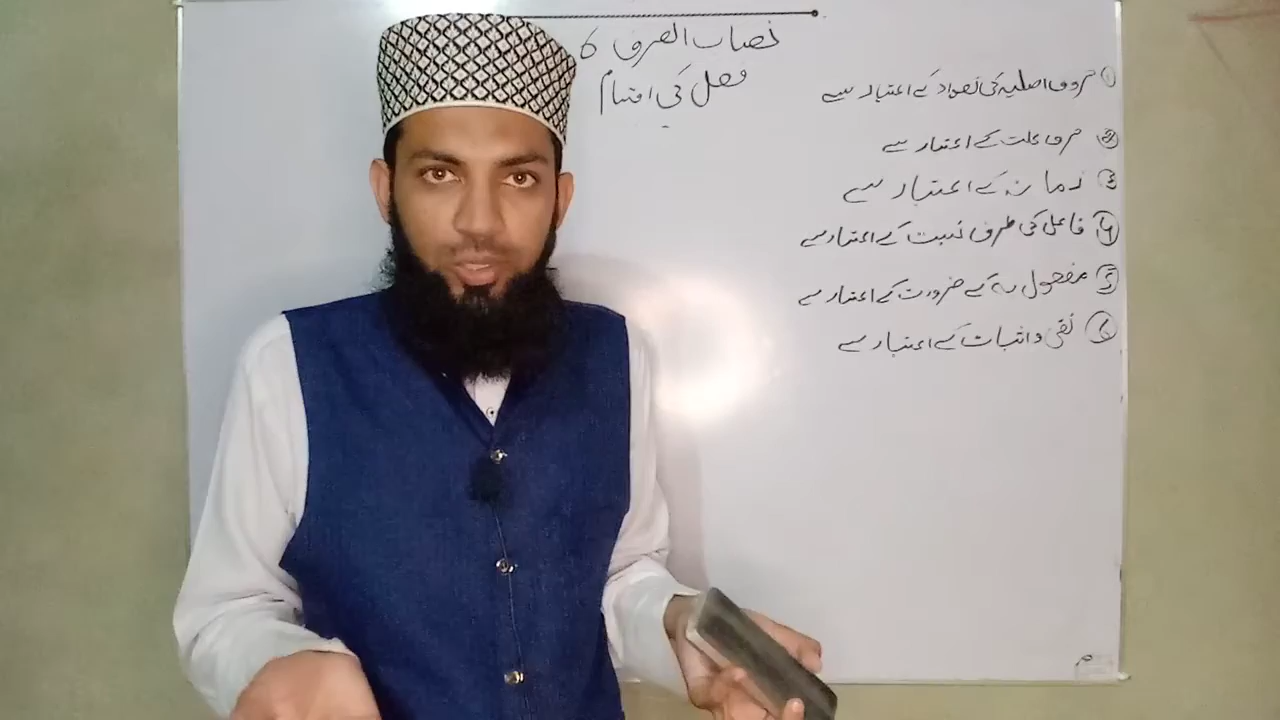 نصاب الصرف کا
فعل کی اقسام
① حروف اصلیہ کی تعداد کے اعتبار سے
② حرف علت کے اعتبار سے
③ زمانہ کے اعتبار سے
④ فاعل کی طرف نسبت کے اعتبار سے
⑤ مفعول بہ کے ضرورت کے اعتبار سے
⑥ نفی و اثبات کے اعتبار سے